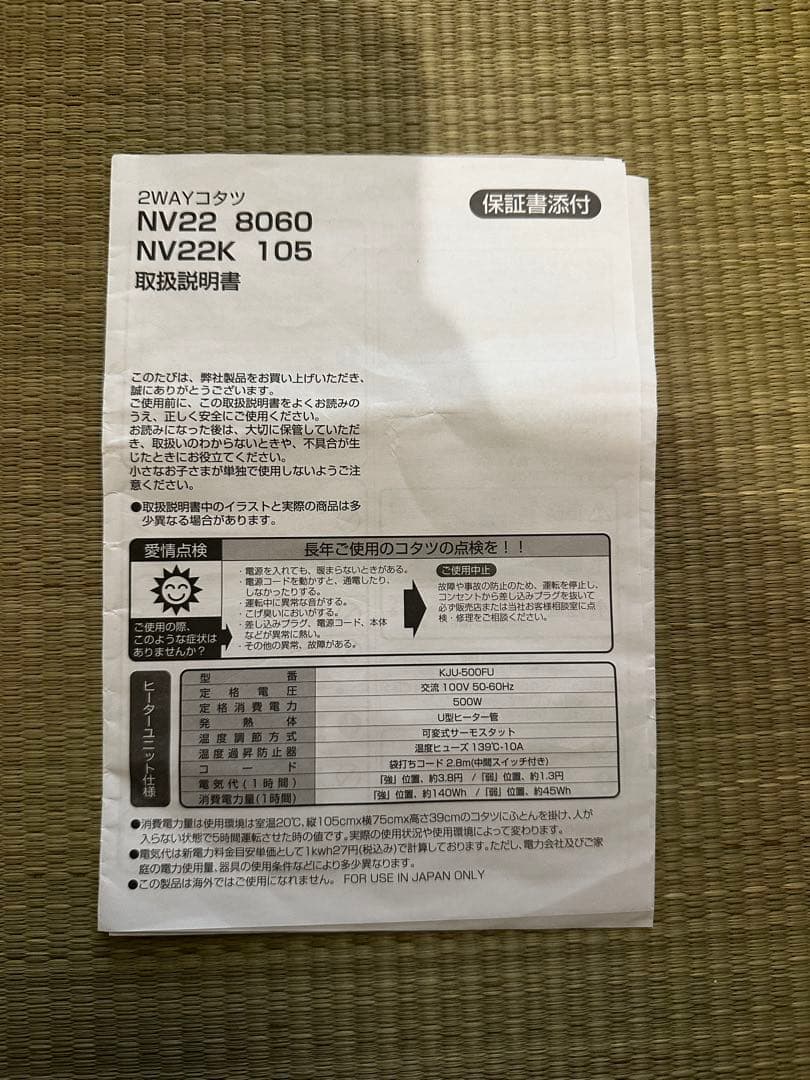 2WAYコタツ
NV22 8060
NV22K 105
取扱説明書
保証書添付
このたびは、弊社製品をお買い上げいただき、
誠にありがとうございます。
ご使用前に、この取扱説明書をよくお読みの
うえ、正しく安全にご使用ください。
お読みになった後は、大切に保管していただ
き、取扱いのわからないときや、不具合が生
じたときにお役立てください。
小さなお子さまが単独で使用しないようご注
意ください。
●取扱説明書中のイラストと実際の商品は多
少異なる場合があります。
愛情点検
長年ご使用のコタツの点検を！！
ご使用の際、
このような症状は
ありませんか？
・電源を入れても、暖まらないときがある。
・電源コードを動かすと、通電したり、
しなかったりする。
・運転中に異常な音がする。
・こげ臭いにおいがする。
・差し込みプラグ、電源コード、本体
などが異常に熱い。
・その他の異常、故障がある。
ご使用中止
故障や事故の防止のため、運転を停止し、
コンセントから差し込みプラグを抜いて
必ず販売店または当社お客様相談室に点
検・修理をご相談ください。
ヒーターユニット仕様
型番 KJU-500FU
定格電圧 交流 100V 50-60Hz
定格消費電力 500W
発熱体 U型ヒーター管
温度調節方式 可変式サーモスタット
温度過昇防止器 温度ヒューズ 139℃-10A
コード 袋打ちコード 2.8m(中間スイッチ付き)
電気代(1時間) 「強」位置、約3.8円 /「弱」位置、約1.3円
消費電力量(1時間) 「強」位置、約140Wh /「弱」位置、約45Wh
●消費電力量は使用環境は室温20℃、縦105cmx横75cmx高さ39cmのコタツにふとんを掛け、人が
入らない状態で5時間運転させた時の値です。実際の使用状況や使用環境によって変わります。
●電気代は新電力料金目安単価として1kwh27円(税込み)で計算しております。ただし、電力会社及びご家
庭の電力使用量、器具の使用条件などにより多少異なります。
●この製品は海外ではご使用になれません。 FOR USE IN JAPAN ONLY